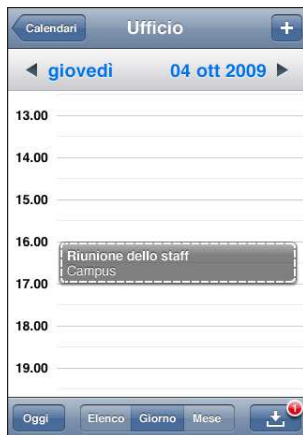 Calendari Ufficio +
giovedì 04 ott 2009
13.00
14.00
15.00
16.00
Riunione dello staff
Campus
17.00
18.00
19.00
Oggi Elenco Giorno Mese 1